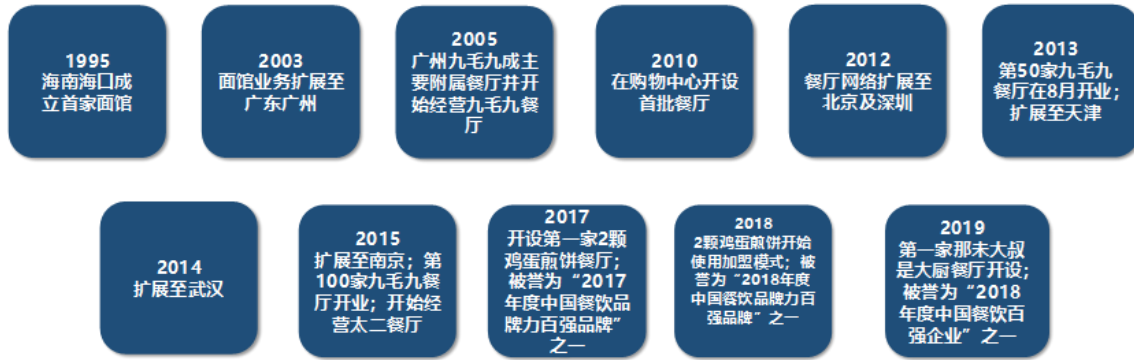 1995
海南海口成
立首家面馆
2003
面馆业务扩展至
广东广州
2005
广州九毛九成主
要附属餐厅并开
始经营九毛九餐
厅
2010
在购物中心开设
首批餐厅
2012
餐厅网络扩展至
北京及深圳
2013
第50家九毛九
餐厅在8月开业；
扩展至天津
2014
扩展至武汉
2015
扩展至南京；第
100家九毛九餐
厅开业；开始经
营太二餐厅
2017
开设第一家2颗
鸡蛋煎饼餐厅；
被誉为“2017
年度中国餐饮品
牌力百强品牌”
之一
2018
2颗鸡蛋煎饼开始
使用加盟模式；被
誉为“2018年度
中国餐饮品牌力百
强品牌”之一
2019
第一家那未大叔
是大厨餐厅开设；
被誉为“2018
年度中国餐饮百
强企业”之一